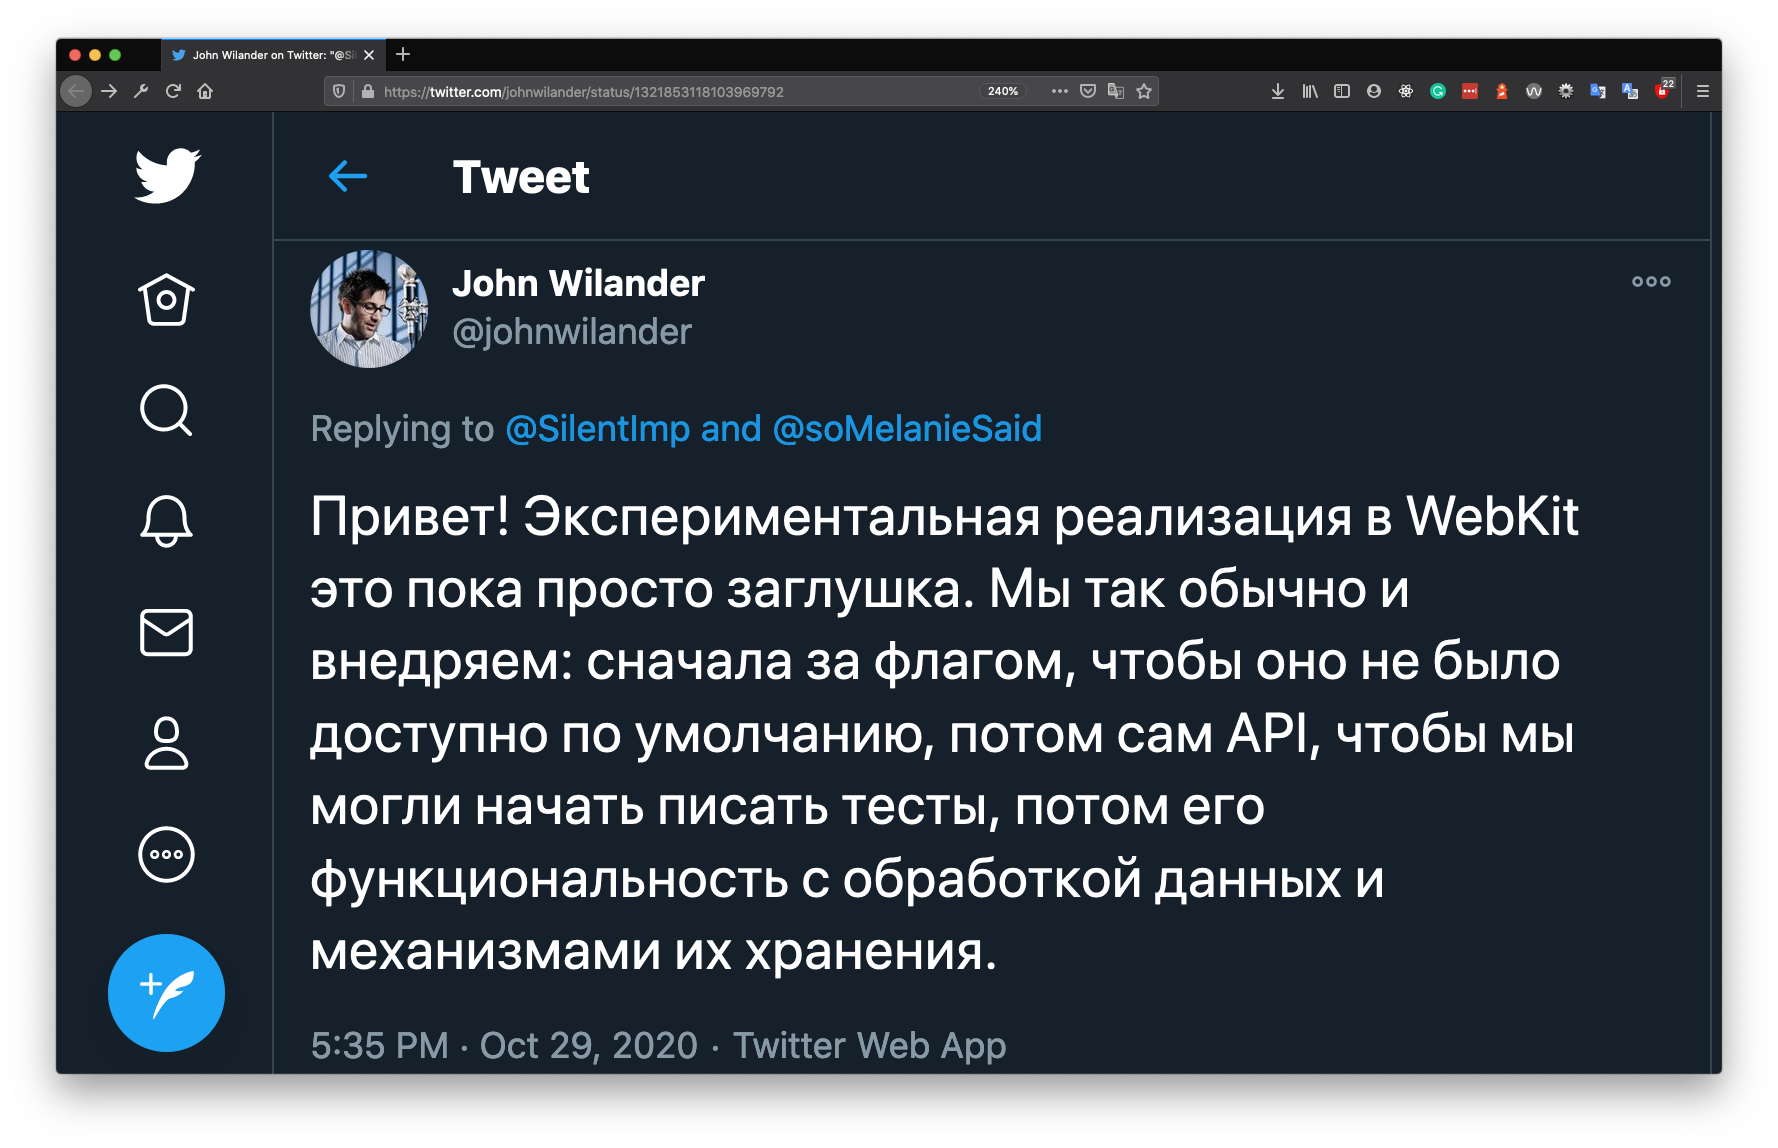 John Wilander on Twitter: "@Si
https://twitter.com/johnwilander/status/1321853118103969792
240%
22
Tweet
John Wilander
@johnwilander
Replying to @SilentImp and @soMelanieSaid
Привет! Экспериментальная реализация в WebKit
это пока просто заглушка. Мы так обычно и
внедряем: сначала за флагом, чтобы оно не было
доступно по умолчанию, потом сам API, чтобы мы
могли начать писать тесты, потом его
функциональность с обработкой данных и
механизмами их хранения.
5:35 PM · Oct 29, 2020 · Twitter Web App